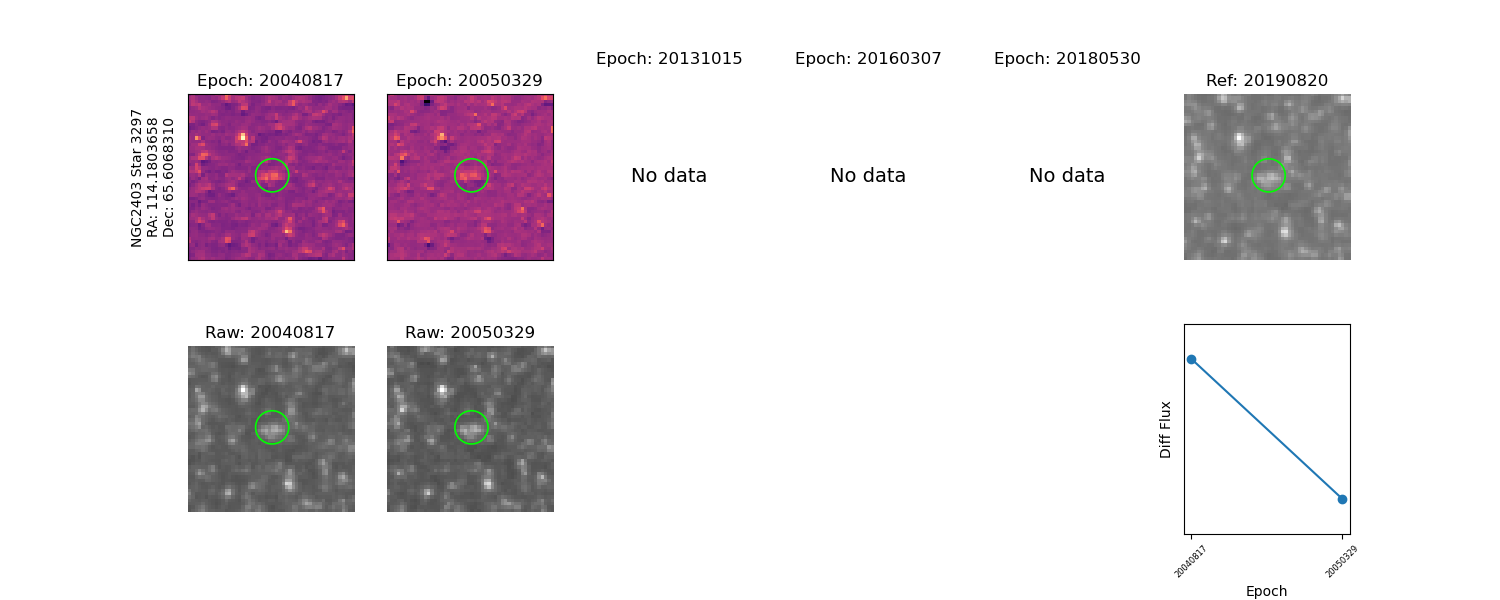 Epoch: 20040817
Epoch: 20050329
Epoch: 20131015
Epoch: 20160307
Epoch: 20180530
Ref: 20190820
NGC2403 Star 3297
RA: 114.1803658
Dec: 65.6068310
No data
No data
No data
Raw: 20040817
Raw: 20050329
Diff Flux
20040817
20050329
Epoch